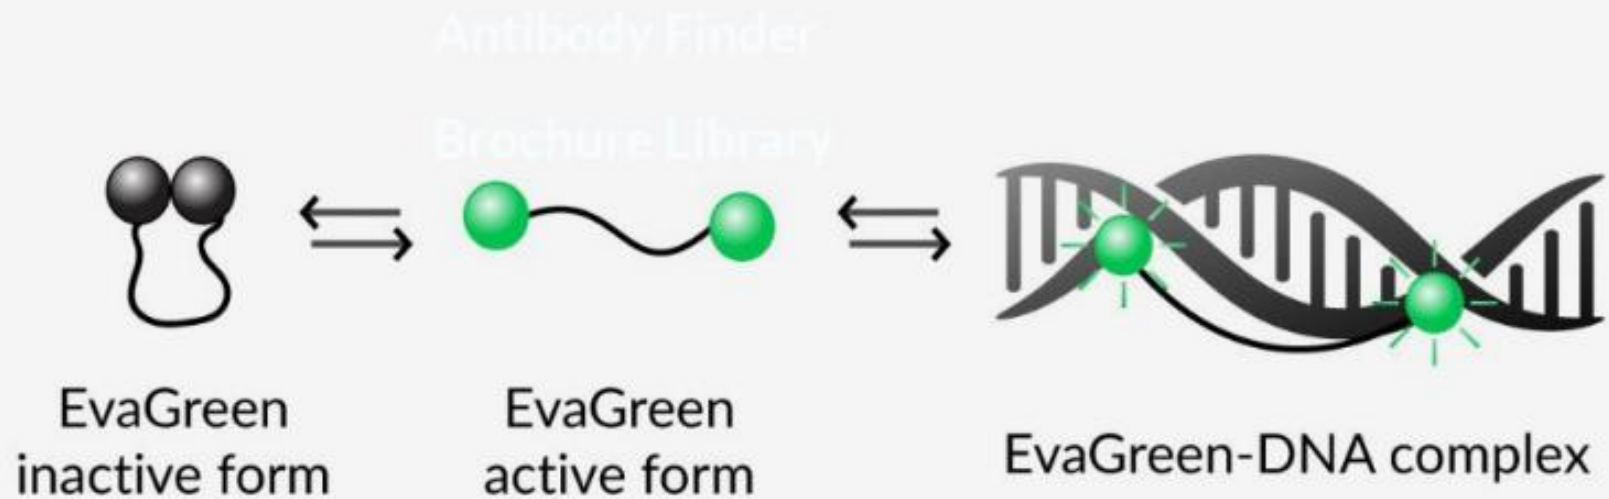 Antibody Finder
Brochure Library
EvaGreen
inactive form
EvaGreen
active form
EvaGreen-DNA complex